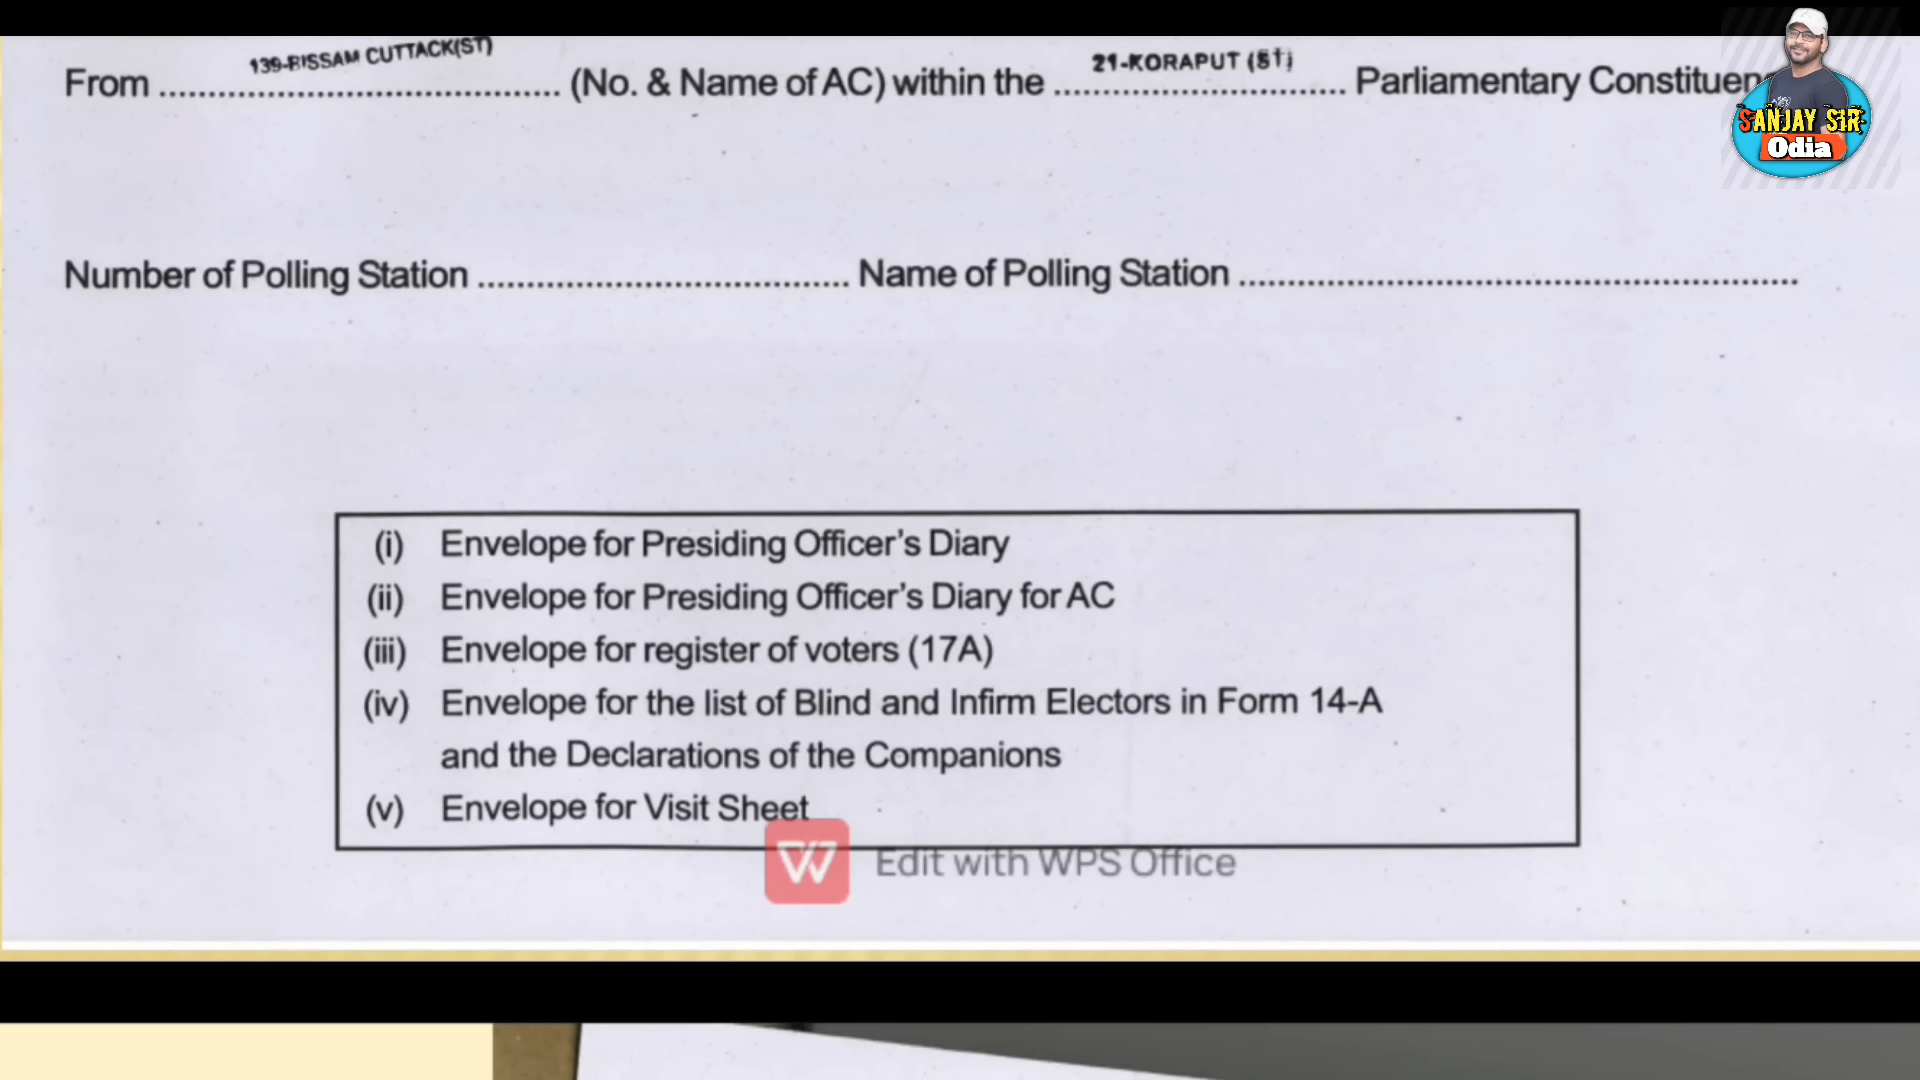 139-BISSAM CUTTACK(ST) 21-KORAPUT (ST)
From ........................................ (No. & Name of AC) within the ............................. Parliamentary Constituen
SANJAY SIR
Odia
Number of Polling Station ..................................... Name of Polling Station ........................................................
(i) Envelope for Presiding Officer's Diary
(ii) Envelope for Presiding Officer's Diary for AC
(iii) Envelope for register of voters (17A)
(iv) Envelope for the list of Blind and Infirm Electors in Form 14-A
and the Declarations of the Companions
(v) Envelope for Visit Sheet
W Edit with WPS Office